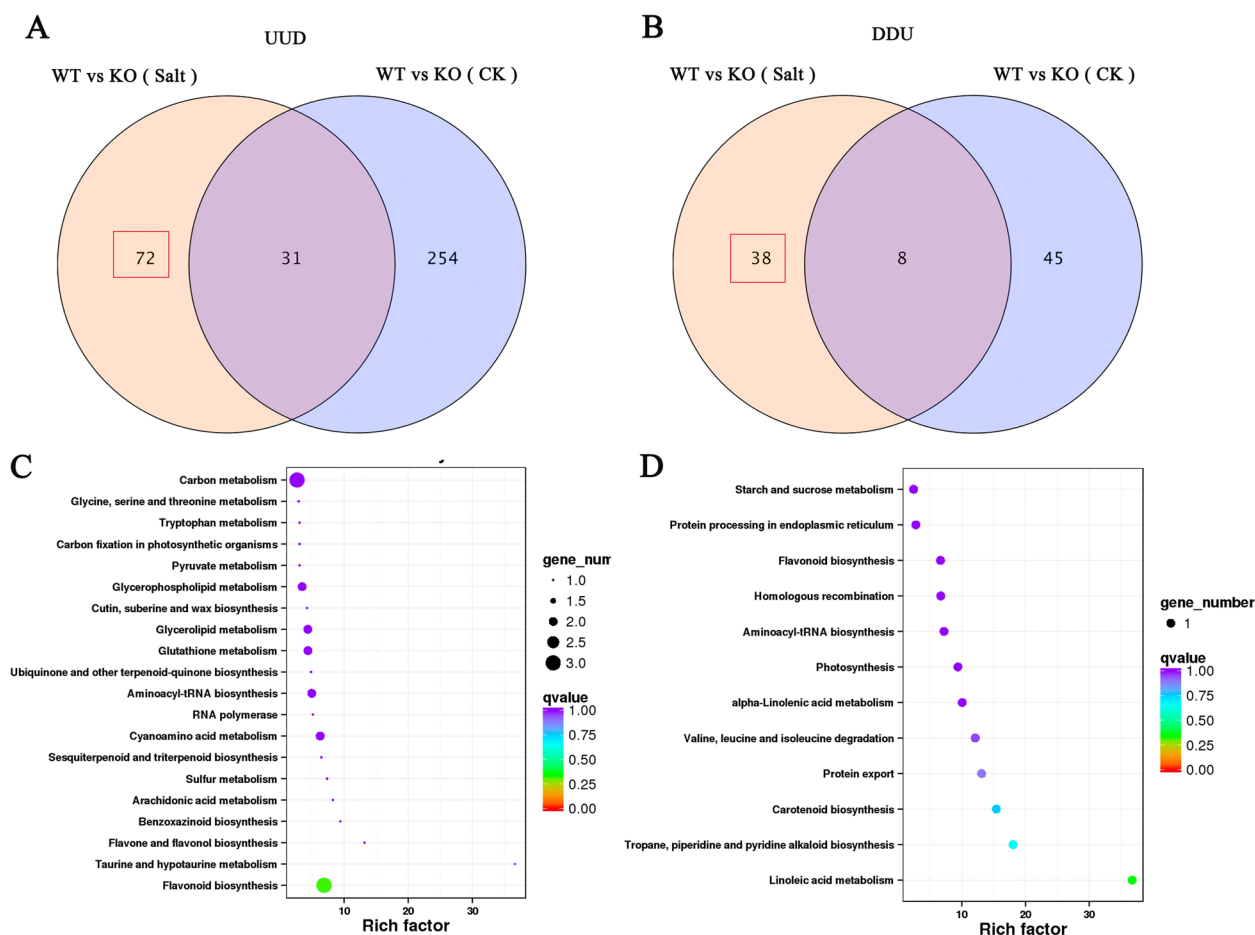 A
UUD
WT vs KO ( Salt )
WT vs KO ( CK )
72
31
254
B
DDU
WT vs KO ( Salt )
WT vs KO ( CK )
38
8
45
C
Carbon metabolism
Glycine, serine and threonine metabolism
Tryptophan metabolism
Carbon fixation in photosynthetic organisms
Pyruvate metabolism
Glycerophospholipid metabolism
Cutin, suberine and wax biosynthesis
Glycerolipid metabolism
Glutathione metabolism
Ubiquinone and other terpenoid-quinone biosynthesis
Aminoacyl-tRNA biosynthesis
RNA polymerase
Cyanoamino acid metabolism
Sesquiterpenoid and triterpenoid biosynthesis
Sulfur metabolism
Arachidonic acid metabolism
Benzoxazinoid biosynthesis
Flavone and flavonol biosynthesis
Taurine and hypotaurine metabolism
Flavonoid biosynthesis
10
20
30
Rich factor
gene_num
1.0
1.5
2.0
2.5
3.0
qvalue
1.00
0.75
0.50
0.25
0.00
D
Starch and sucrose metabolism
Protein processing in endoplasmic reticulum
Flavonoid biosynthesis
Homologous recombination
Aminoacyl-tRNA biosynthesis
Photosynthesis
alpha-Linolenic acid metabolism
Valine, leucine and isoleucine degradation
Protein export
Carotenoid biosynthesis
Tropane, piperidine and pyridine alkaloid biosynthesis
Linoleic acid metabolism
10
20
30
Rich factor
gene_number
1
qvalue
1.00
0.75
0.50
0.25
0.00